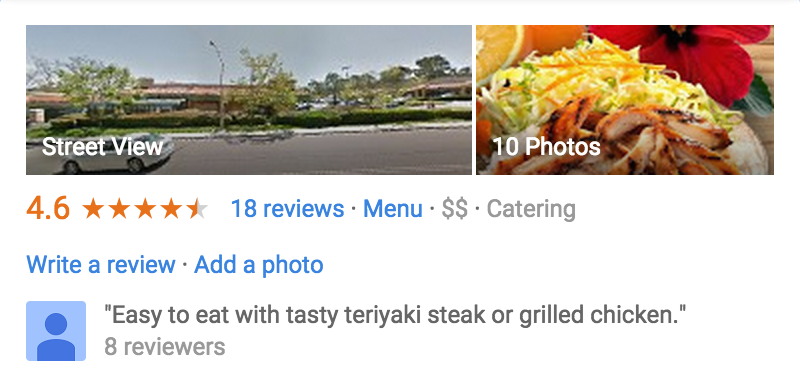 Street View
10 Photos
4.6 18 reviews · Menu · $$ · Catering
Write a review · Add a photo
"Easy to eat with tasty teriyaki steak or grilled chicken."
8 reviewers